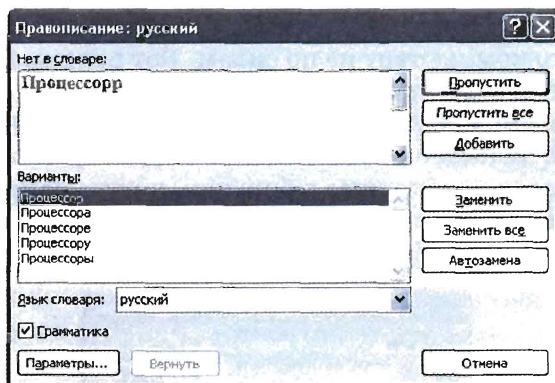 Правописание: русский
Нет в словаре:
Процессорр
Пропустить
Пропустить все
Добавить
Варианты:
Процессор
Процессора
Процессоре
Процессору
Процессоры
Заменить
Заменить все
Автозамена
Язык словаря: русский
Грамматика
Параметры... Вернуть Отмена